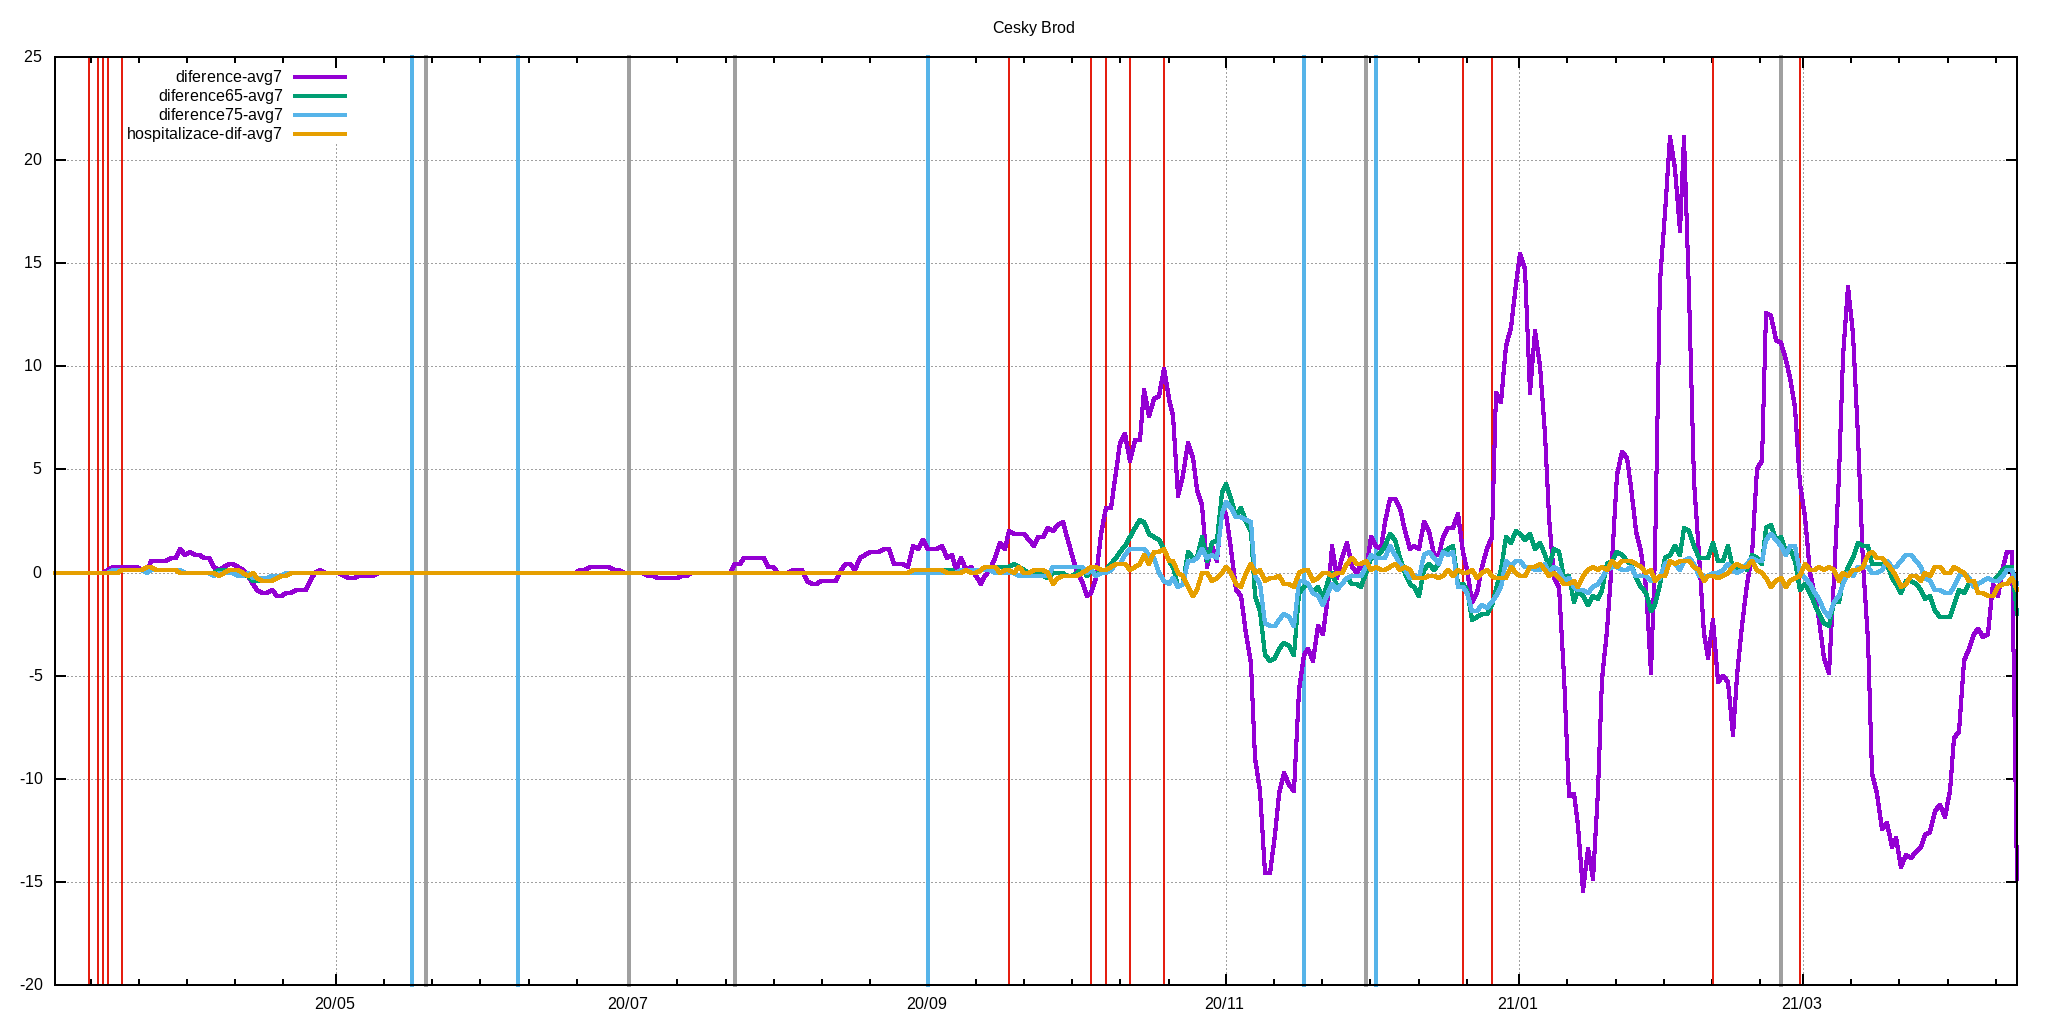 Cesky Brod
diference-avg7
diference65-avg7
diference75-avg7
hospitalizace-dif-avg7
25
20
15
10
5
0
-5
-10
-15
-20
20/05 20/07 20/09 20/11 21/01 21/03